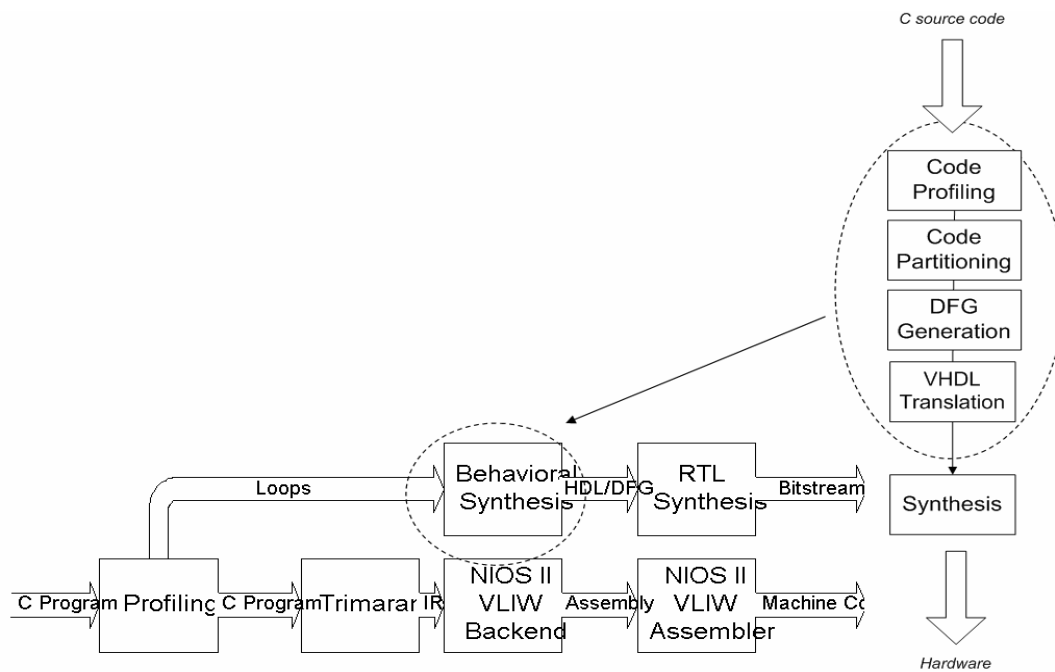 C source code
Code
Profiling
Code
Partitioning
DFG
Generation
VHDL
Translation
Synthesis
Hardware
Loops
Behavioral
Synthesis
HDL/DFG
RTL
Synthesis
Bitstream
C Program
Profiling
C Program
Trimaran
IR
NIOS II
VLIW
Backend
Assembly
NIOS II
VLIW
Assembler
Machine Co